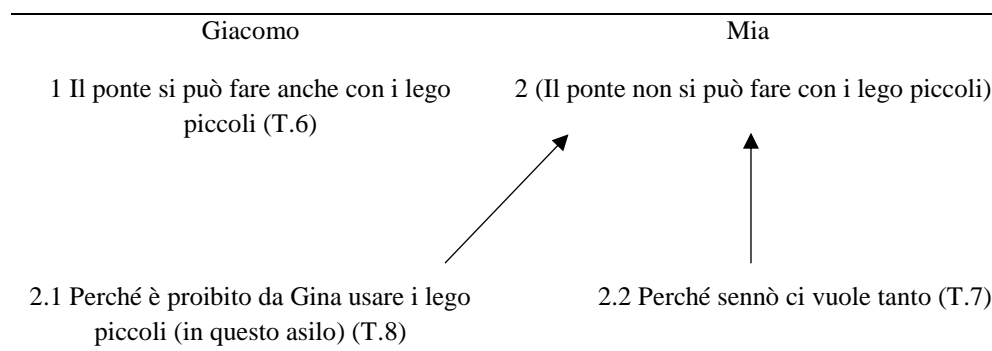 Giacomo
Mia
1 Il ponte si può fare anche con i lego
piccoli (T.6)
2 (Il ponte non si può fare con i lego piccoli)
2.1 Perché è proibito da Gina usare i lego
piccoli (in questo asilo) (T.8)
2.2 Perché sennò ci vuole tanto (T.7)